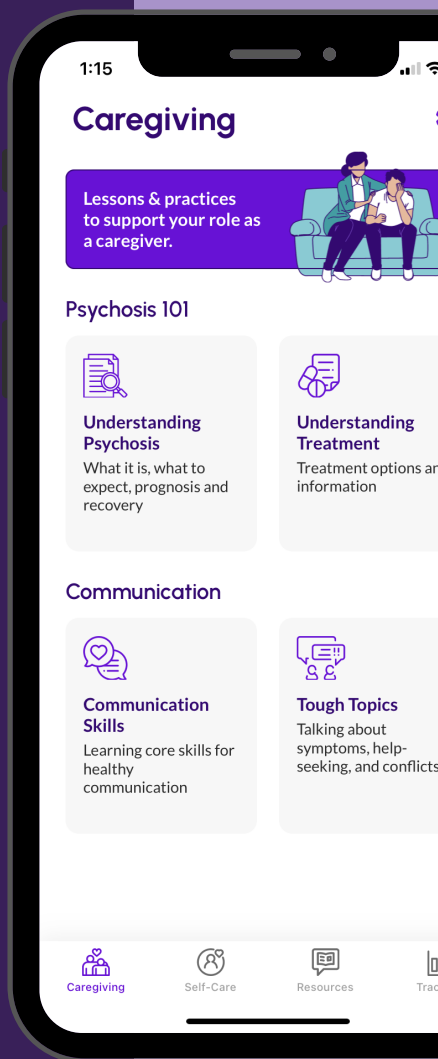 1:15
Caregiving
Lessons & practices
to support your role as
a caregiver.
Psychosis 101
Understanding
Psychosis
What it is, what to
expect, prognosis and
recovery
Understanding
Treatment
Treatment options
information
Communication
Communication
Skills
Learning core skills for
healthy
communication
Tough Topics
Talking about
symptoms, help-
seeking, and conflicts
Caregiving
Self-Care
Resources